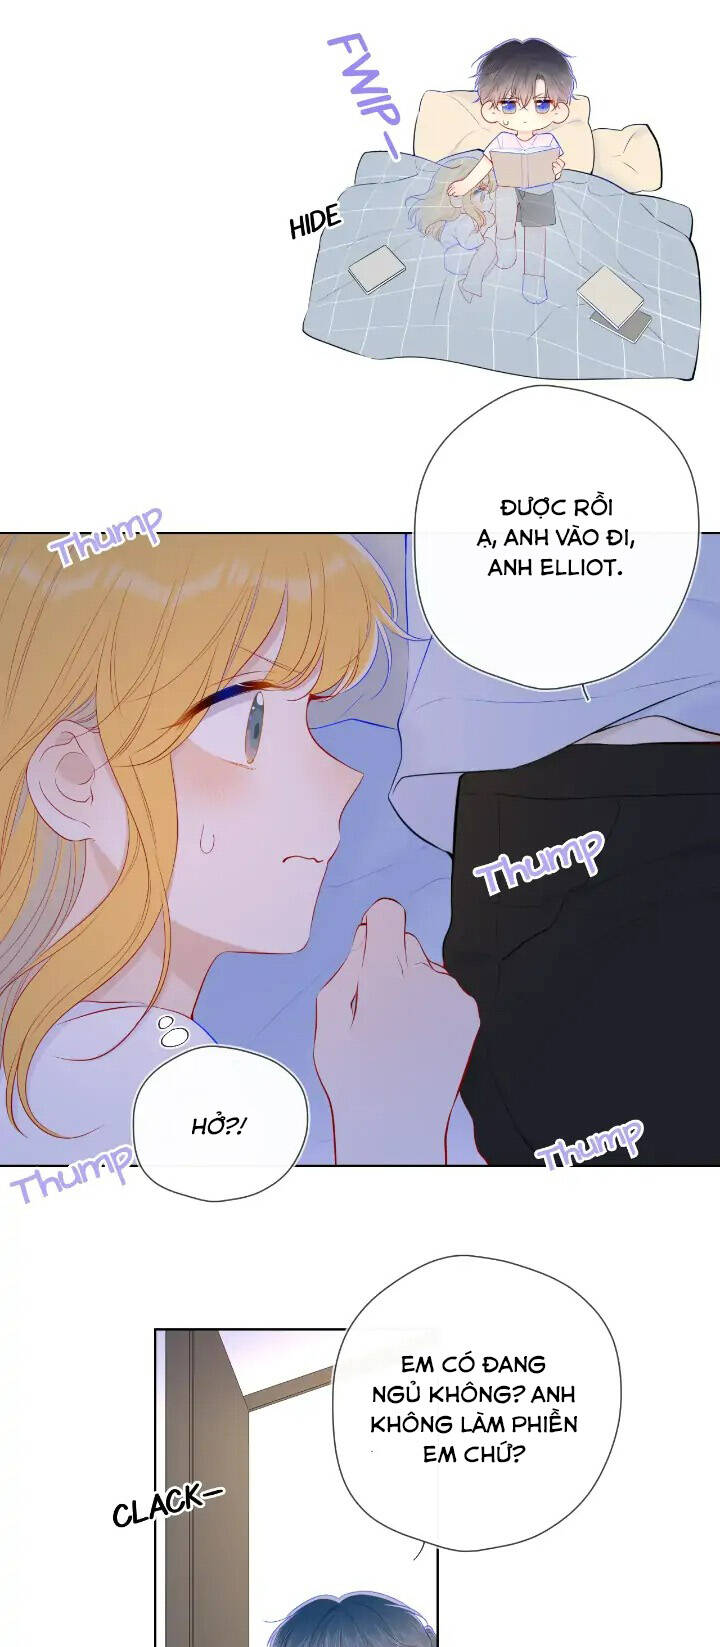 FWIP-
HIDE
ĐƯỢC RỒI
Ạ, ANH VÀO ĐI,
ANH ELLIOT.
Thump
Thump
HỞ?!
Thump
Thump
EM CÓ ĐANG
NGỦ KHÔNG? ANH
KHÔNG LÀM PHIỀN
EM CHỨ?
CLACK-